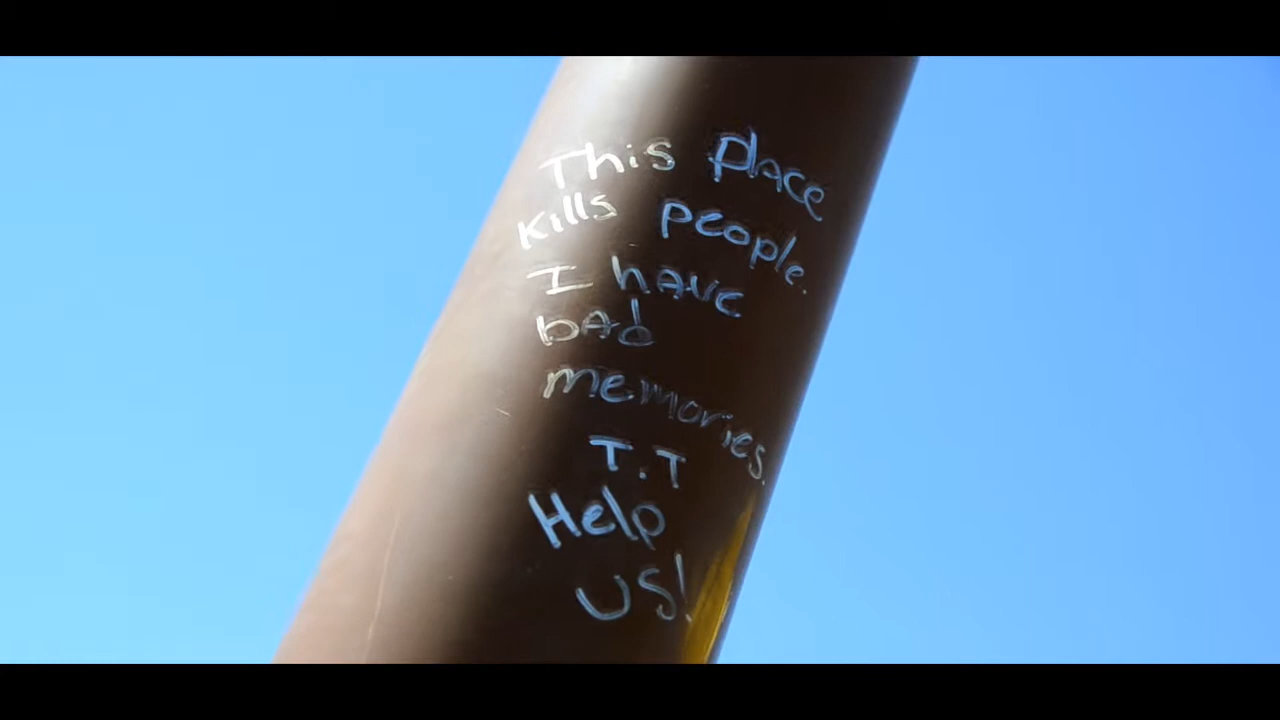 This place
kills people.
I have
bad
memories.
T.T
Help
us!